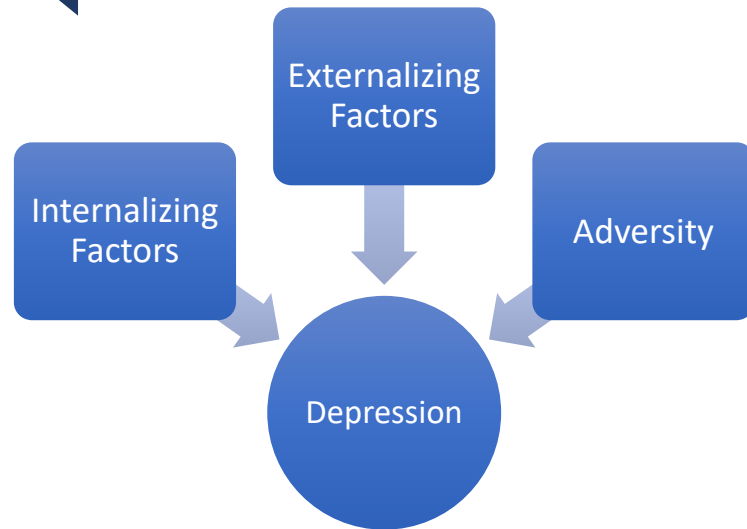 Externalizing
Factors
Internalizing
Factors
Adversity
Depression